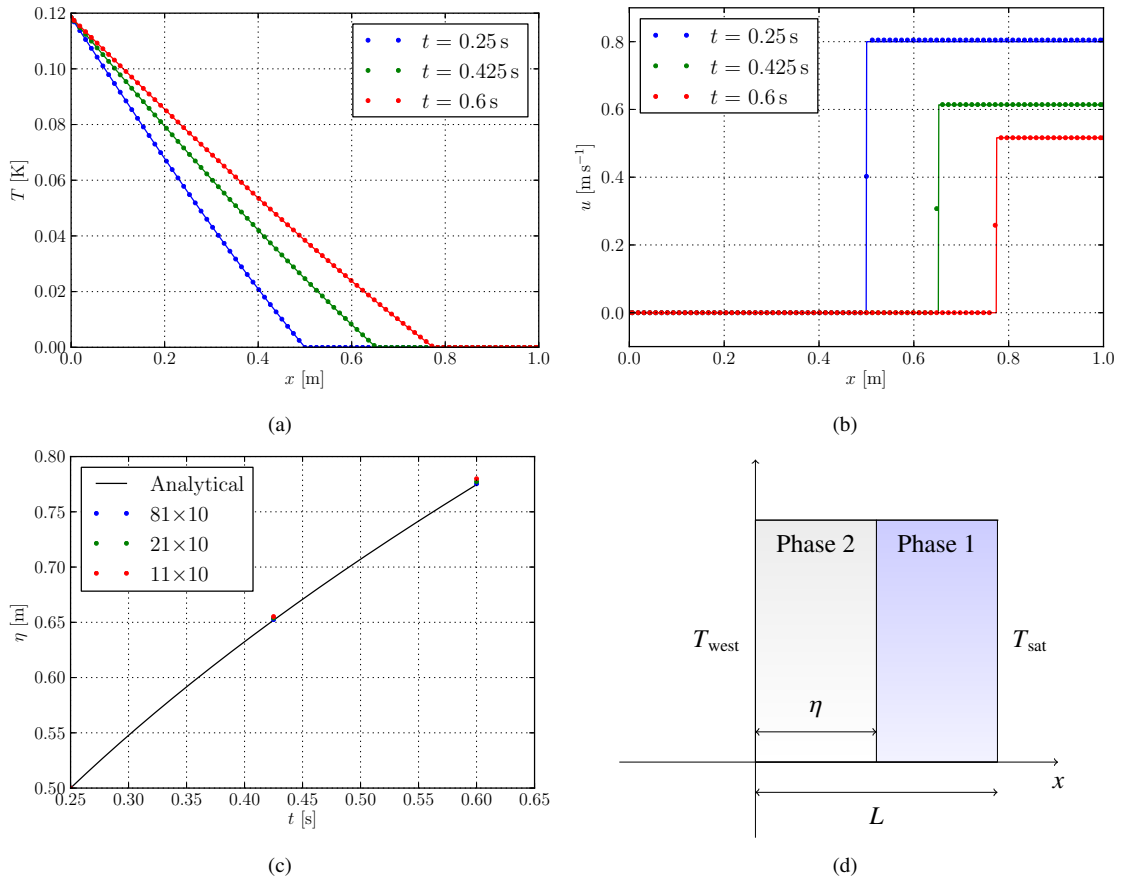 0.12
0.10
0.08
0.06
0.04
0.02
0.00
T [K]
0.0 0.2 0.4 0.6 0.8 1.0
x [m]
t = 0.25 s
t = 0.425 s
t = 0.6 s
(a)
0.8
0.6
0.4
0.2
0.0
u [m s⁻¹]
0.0 0.2 0.4 0.6 0.8 1.0
x [m]
t = 0.25 s
t = 0.425 s
t = 0.6 s
(b)
0.80
0.75
0.70
0.65
0.60
0.55
0.50
η [m]
0.25 0.30 0.35 0.40 0.45 0.50 0.55 0.60 0.65
t [s]
Analytical
81×10
21×10
11×10
(c)
Phase 2 Phase 1
T_west T_sat
η
x
L
(d)